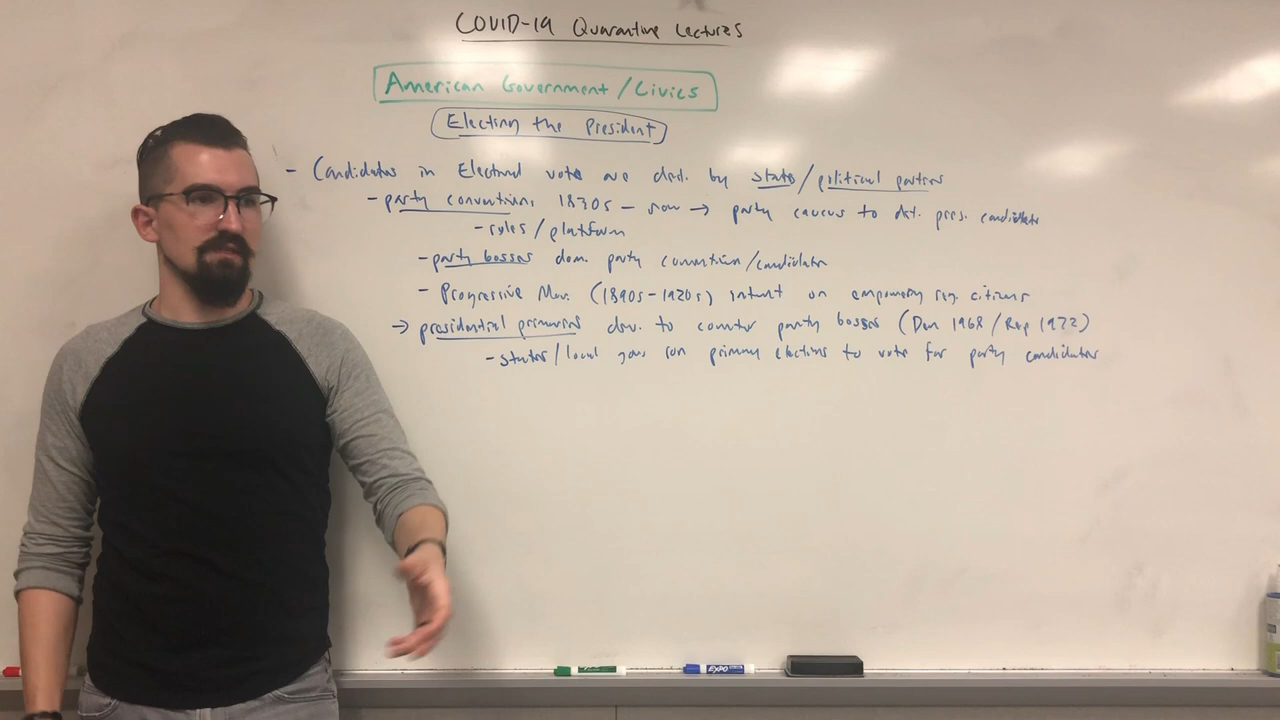 COVID-19 Quarantine Lectures
American Government/Civics
Electing the President
- Candidates in Electoral vote are det. by state/political parties
- party conventions 1830s - now → party caucus to det. pres. candidate
- rules/platform
- party bosses dom. party convention/candidate
- Progressive Mov. (1890s-1920s) intent on empowering reg. citizens
→ presidential primaries dev. to counter party bosses (Dem 1968/Rep 1972)
- states/local govs run primary elections to vote for party candidates
EXPO